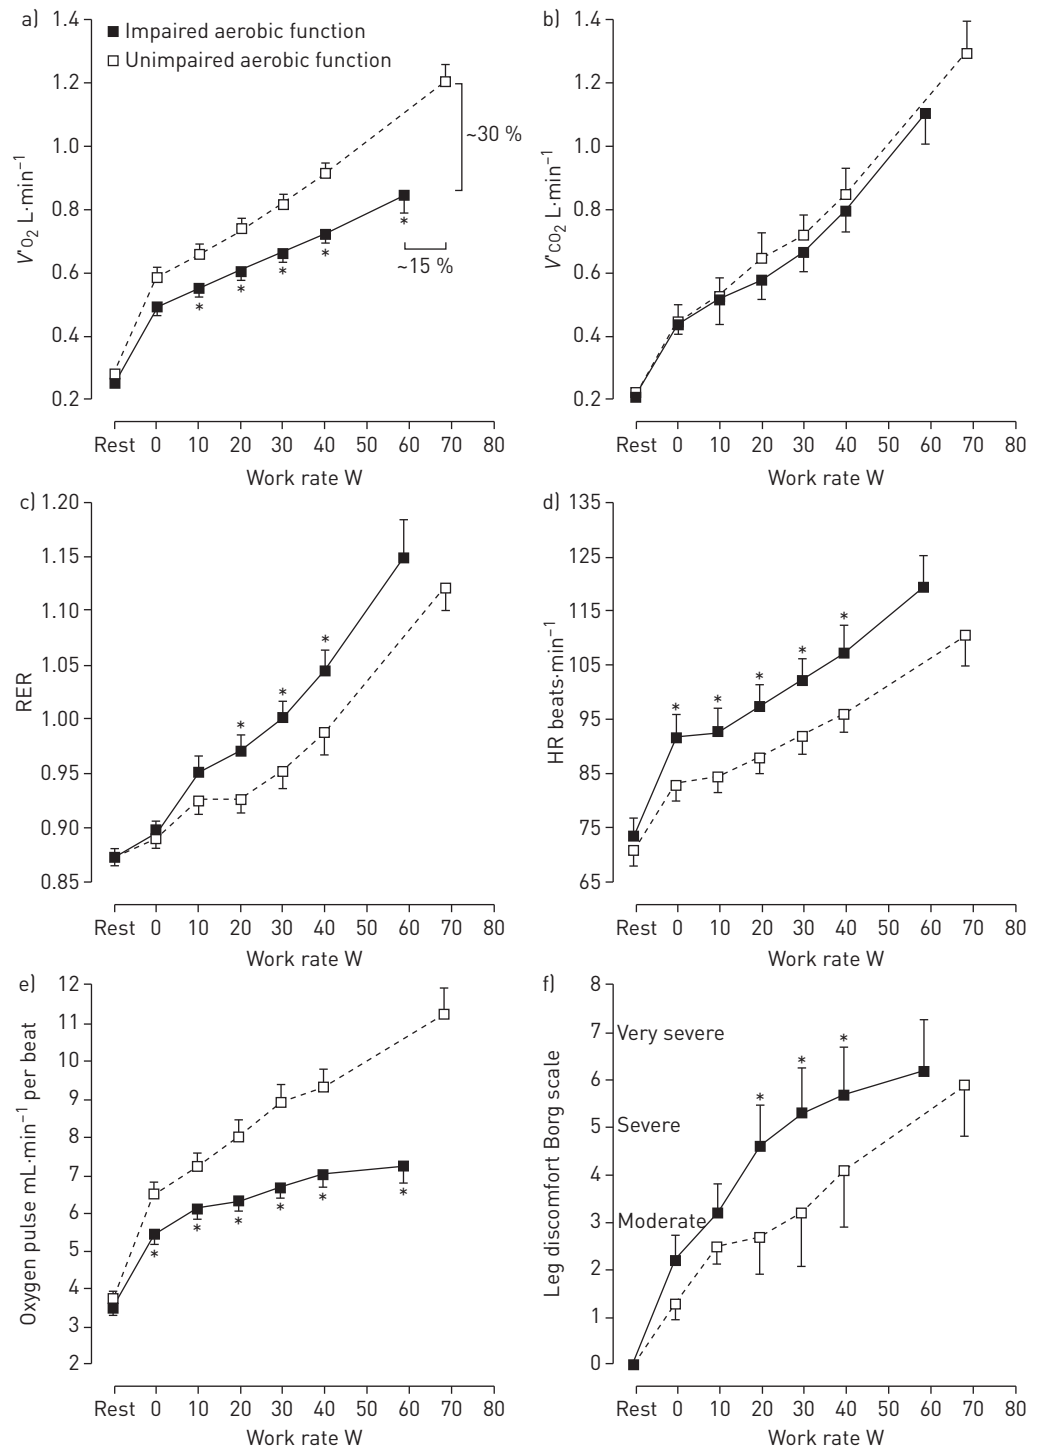 a)
1.4
1.2
1.0
0.8
0.6
0.4
0.2
V'O2 L·min−1
■ Impaired aerobic function
□ Unimpaired aerobic function
~30 %
~15 %
*
*
*
*
*
Rest 0 10 20 30 40 50 60 70 80
Work rate W
b)
1.4
1.2
1.0
0.8
0.6
0.4
0.2
V'CO2 L·min−1
Rest 0 10 20 30 40 50 60 70 80
Work rate W
c)
1.20
1.15
1.10
1.05
1.00
0.95
0.90
0.85
RER
*
*
*
Rest 0 10 20 30 40 50 60 70 80
Work rate W
d)
135
125
115
105
95
85
75
65
HR beats·min−1
*
*
*
*
*
Rest 0 10 20 30 40 50 60 70 80
Work rate W
e)
12
11
10
9
8
7
6
5
4
3
2
Oxygen pulse mL·min−1 per beat
*
*
*
*
*
*
Rest 0 10 20 30 40 50 60 70 80
Work rate W
f)
8
7
6
5
4
3
2
1
0
Leg discomfort Borg scale
Very severe
Severe
Moderate
*
*
*
Rest 0 10 20 30 40 50 60 70 80
Work rate W